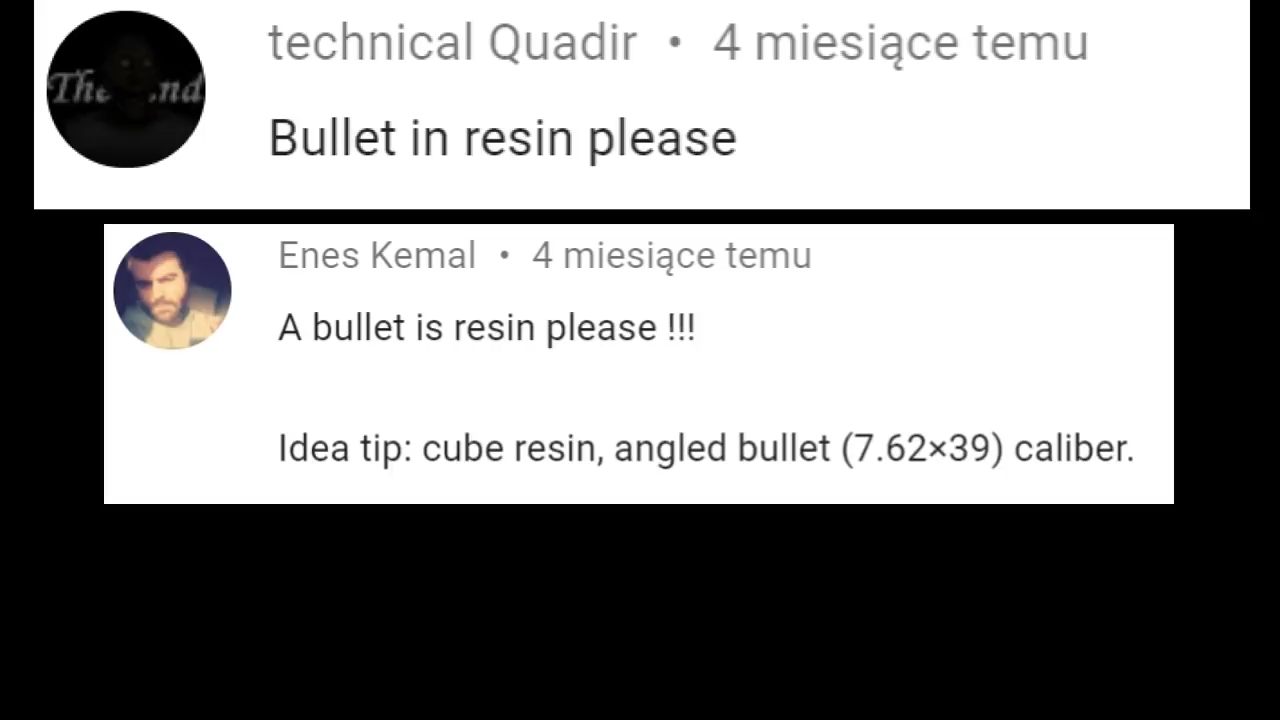 technical Quadir • 4 miesiące temu
Bullet in resin please
Enes Kemal • 4 miesiące temu
A bullet is resin please !!!
Idea tip: cube resin, angled bullet (7.62×39) caliber.